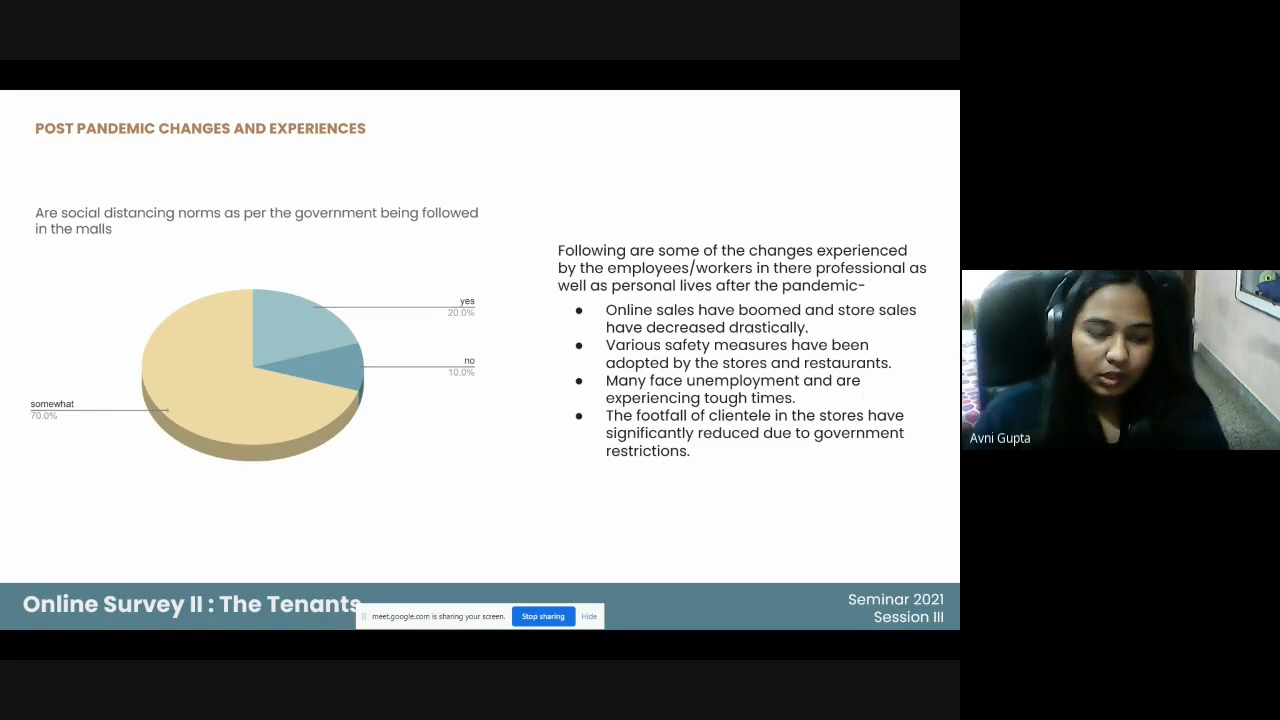 POST PANDEMIC CHANGES AND EXPERIENCES
Are social distancing norms as per the government being followed
in the malls
yes
20.0%
no
10.0%
somewhat
70.0%
Following are some of the changes experienced
by the employees/workers in there professional as
well as personal lives after the pandemic-
● Online sales have boomed and store sales
have decreased drastically.
● Various safety measures have been
adopted by the stores and restaurants.
● Many face unemployment and are
experiencing tough times.
● The footfall of clientele in the stores have
significantly reduced due to government
restrictions.
Avni Gupta
Online Survey II : The Tenants
meet.google.com is sharing your screen.
Stop sharing
Hide
Seminar 2021
Session III